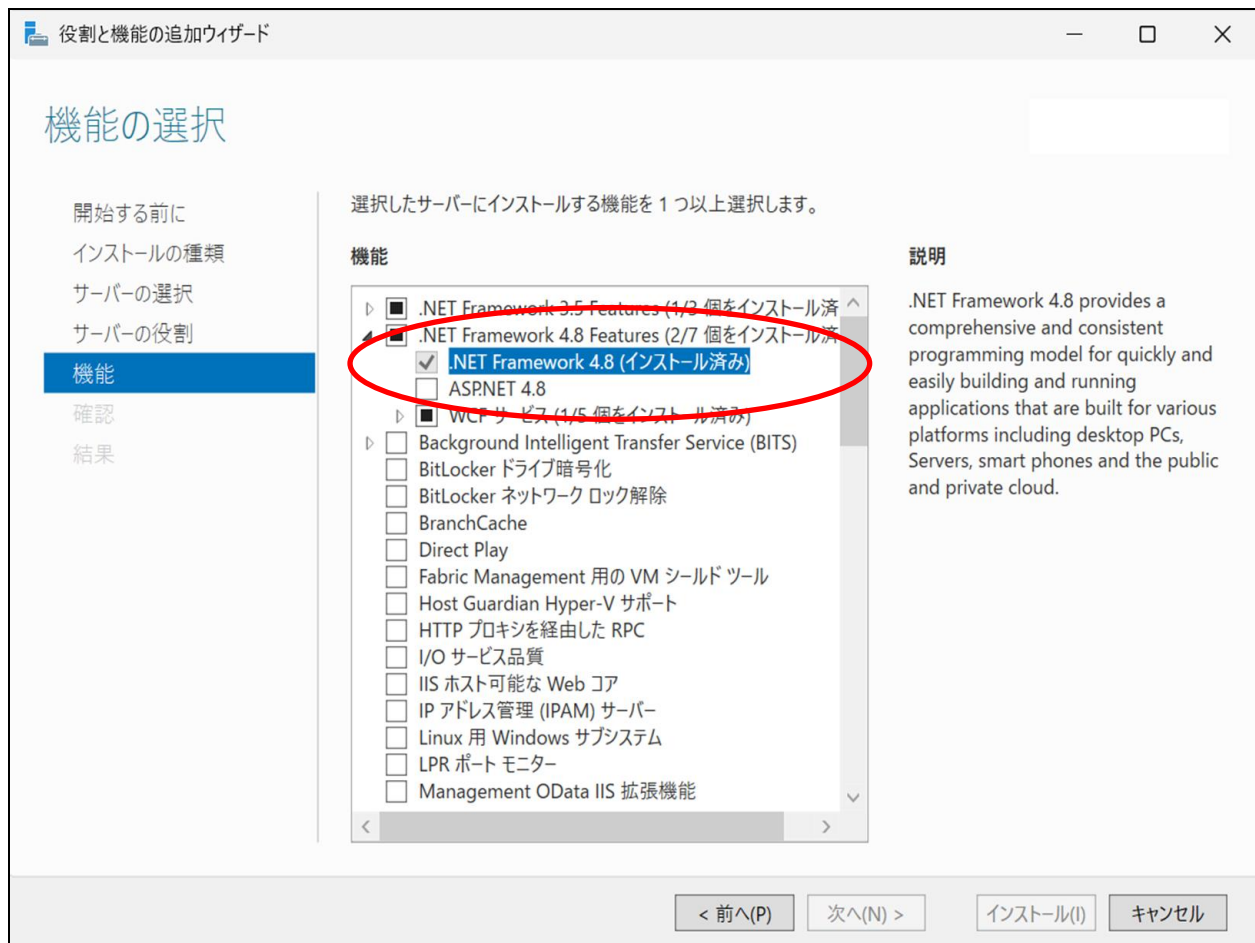 役割と機能の追加ウィザード
機能の選択
開始する前に
インストールの種類
サーバーの選択
サーバーの役割
機能
確認
結果
選択したサーバーにインストールする機能を 1 つ以上選択します。
機能
.NET Framework 3.5 Features (1/3 個をインストール済
.NET Framework 4.8 Features (2/7 個をインストール済
.NET Framework 4.8 (インストール済み)
ASP.NET 4.8
WCF サービス (1/5 個をインストール済み)
Background Intelligent Transfer Service (BITS)
BitLocker ドライブ暗号化
BitLocker ネットワーク ロック解除
BranchCache
Direct Play
Fabric Management 用の VM シールド ツール
Host Guardian Hyper-V サポート
HTTP プロキシを経由した RPC
I/O サービス品質
IIS ホスト可能な Web コア
IP アドレス管理 (IPAM) サーバー
Linux 用 Windows サブシステム
LPR ポート モニター
Management OData IIS 拡張機能
説明
.NET Framework 4.8 provides a
comprehensive and consistent
programming model for quickly and
easily building and running
applications that are built for various
platforms including desktop PCs,
Servers, smart phones and the public
and private cloud.
< 前へ(P)
次へ(N) >
インストール(I)
キャンセル